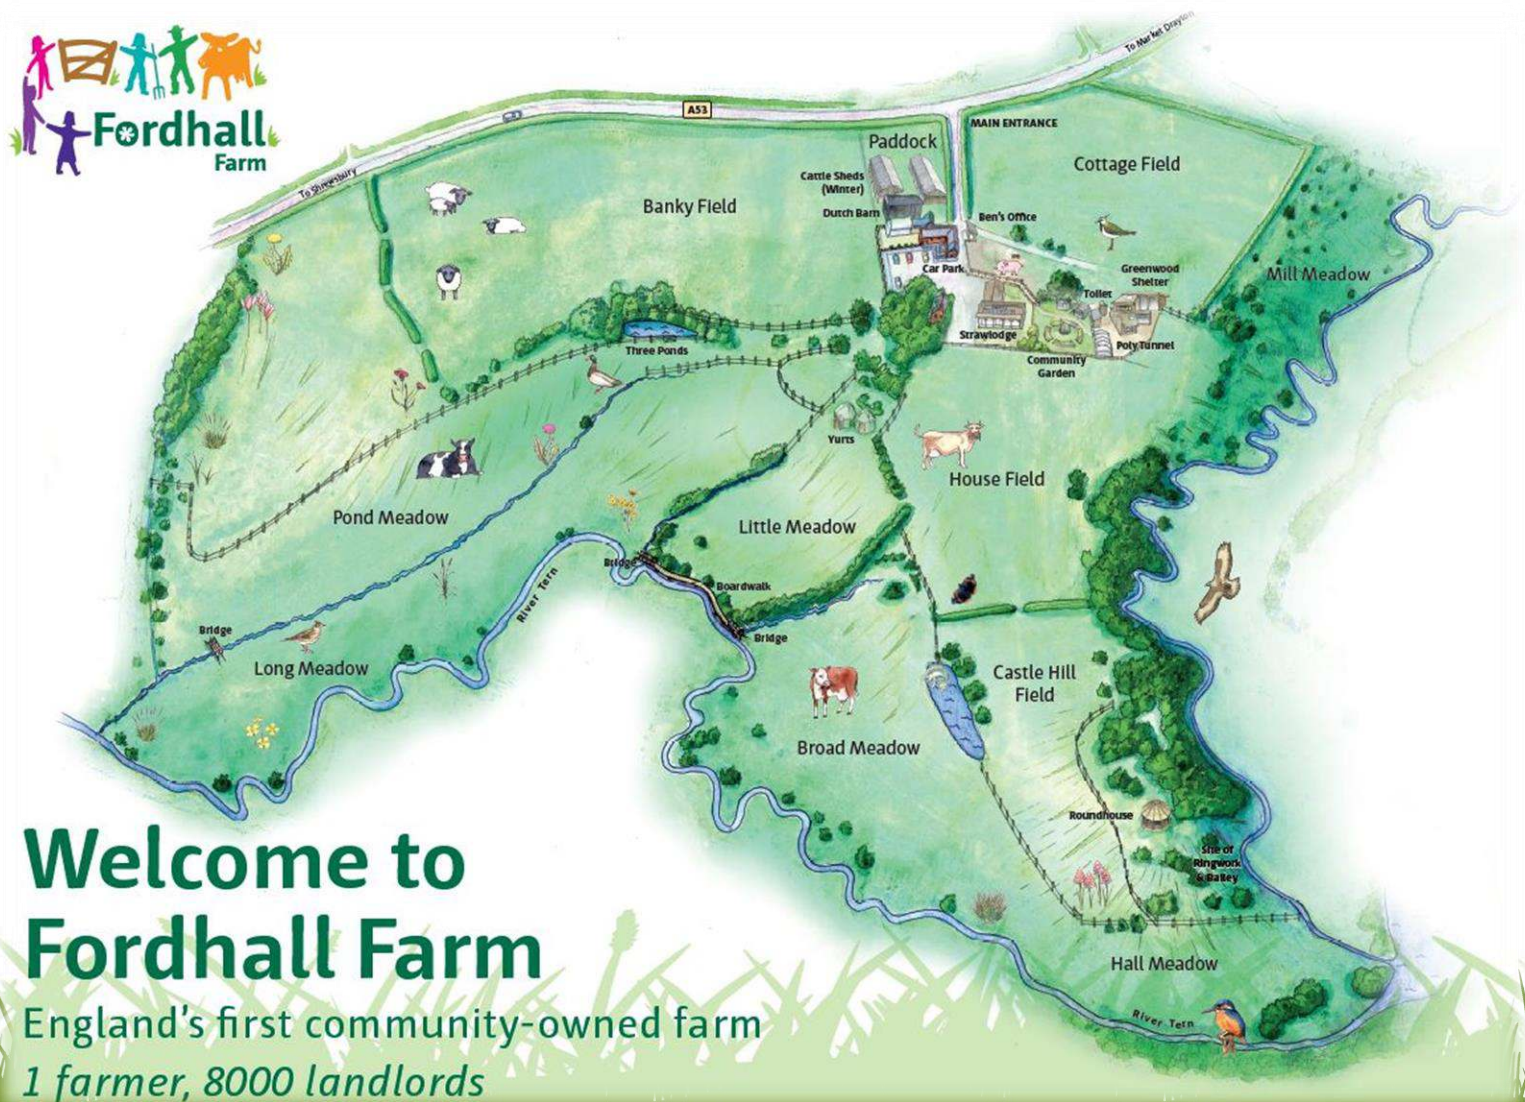 Fordhall
Farm
To Market Drayton
A53
MAIN ENTRANCE
To Shrewsbury
Paddock
Cottage Field
Cattle Sheds
(Winter)
Banky Field
Dutch Barn
Ben's Office
Car Park
Greenwood
Shelter
Mill Meadow
Toilet
Strawlodge
Poly Tunnel
Three Ponds
Community
Garden
Yurts
House Field
Pond Meadow
Little Meadow
Bridge
Boardwalk
River Tern
Bridge
Bridge
Long Meadow
Castle Hill
Field
Broad Meadow
Roundhouse
Site of
Ringwork
& Bailey
Hall Meadow
River Tern
Welcome to
Fordhall Farm
England's first community-owned farm
1 farmer, 8000 landlords